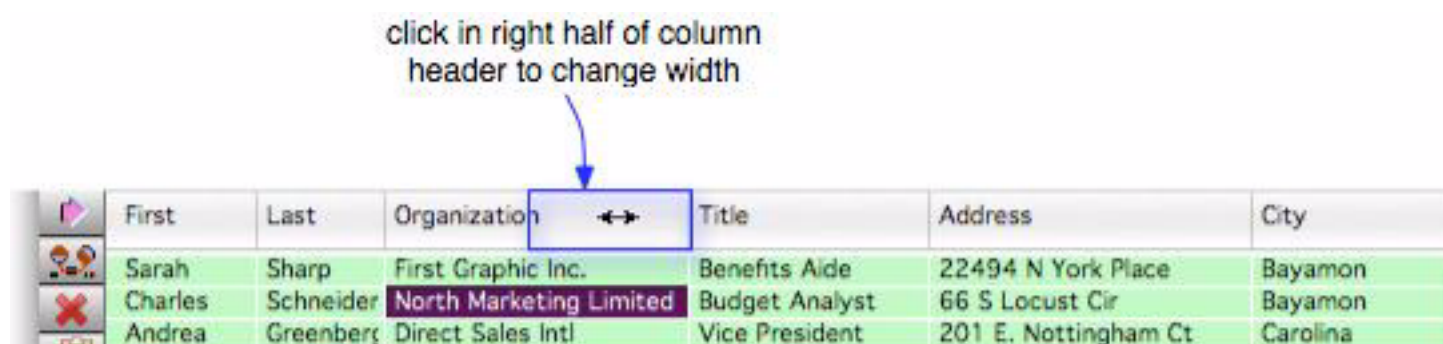 click in right half of column
header to change width
First Last Organization Title Address City
Sarah Sharp First Graphic Inc. Benefits Aide 22494 N York Place Bayamon
Charles Schneider North Marketing Limited Budget Analyst 66 S Locust Cir Bayamon
Andrea Greenberg Direct Sales Intl Vice President 201 E. Nottingham Ct Carolina